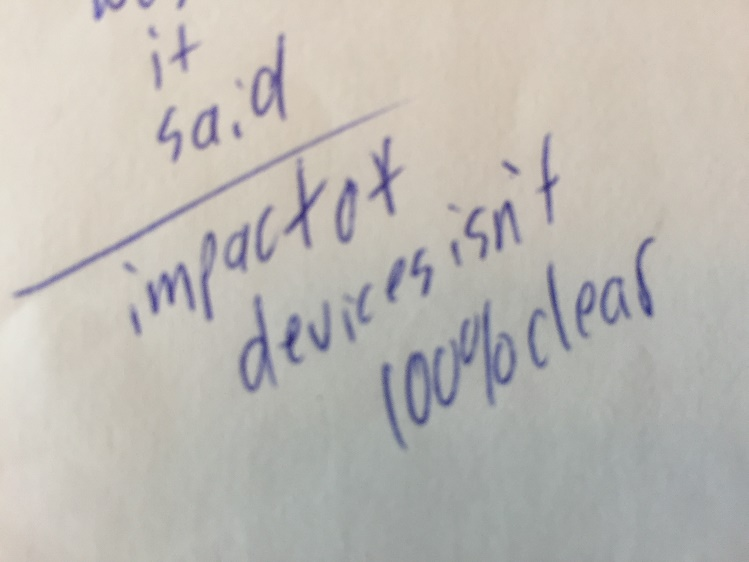 it
said
impact of
devices isn't
100% clear